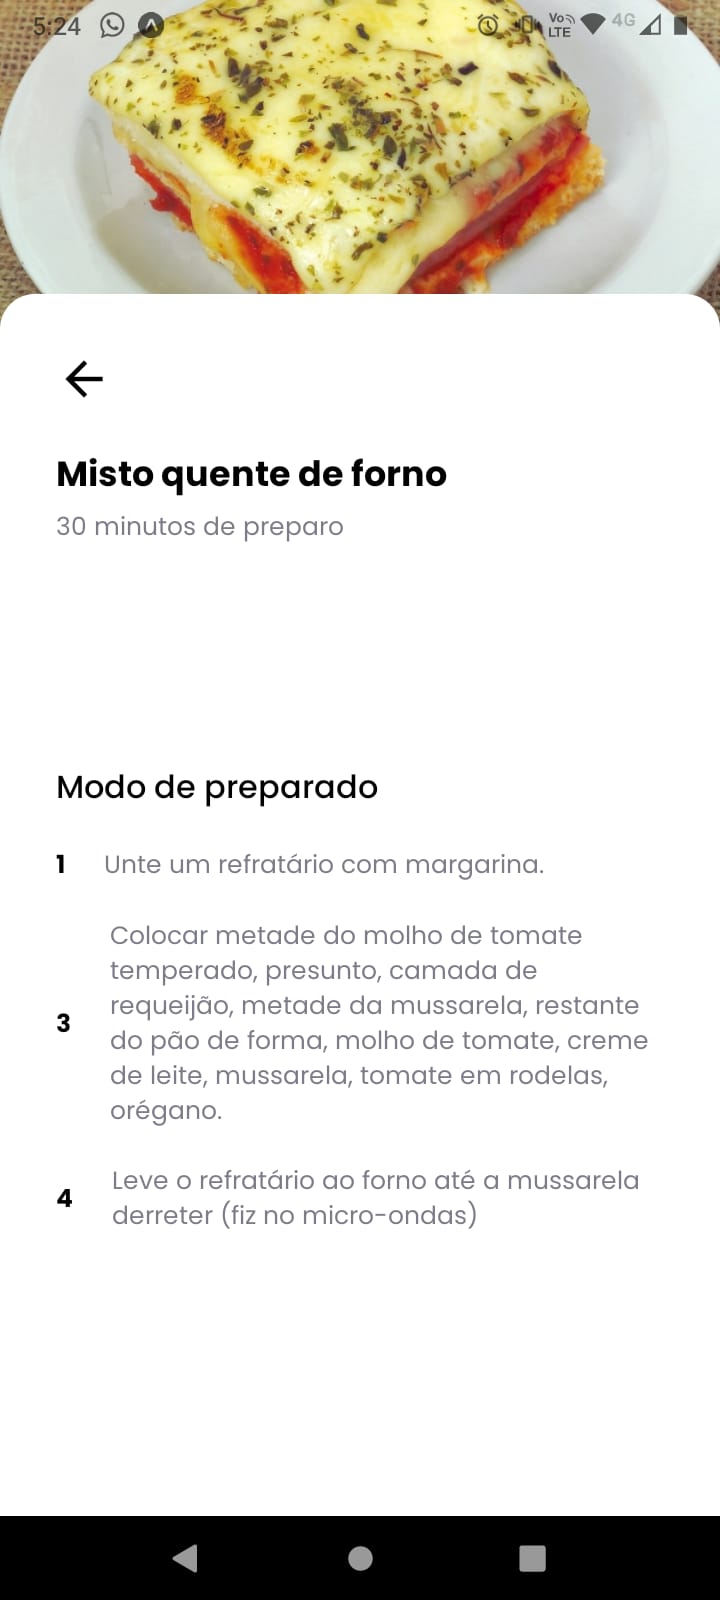 5:24
Vo
LTE
4G
Misto quente de forno
30 minutos de preparo
Modo de preparado
1 Unte um refratário com margarina.
Colocar metade do molho de tomate
temperado, presunto, camada de
requeijão, metade da mussarela, restante
3
do pão de forma, molho de tomate, creme
de leite, mussarela, tomate em rodelas,
orégano.
Leve o refratário ao forno até a mussarela
4
derreter (fiz no micro-ondas)